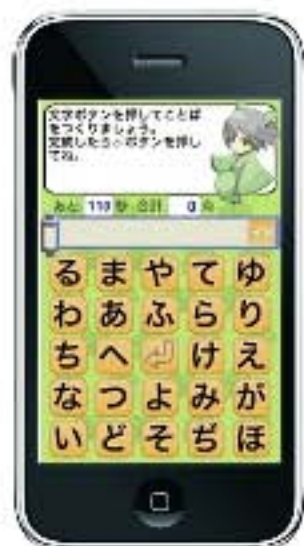 文字ボタンを押してことば
をつくりましょう。
完成したら○ボタンを押し
てね。
あと 110 秒 合計 0 点
る ま や て ゆ
わ あ ふ ら り
ち へ け え
な つ よ み が
い ど そ ぢ ほ